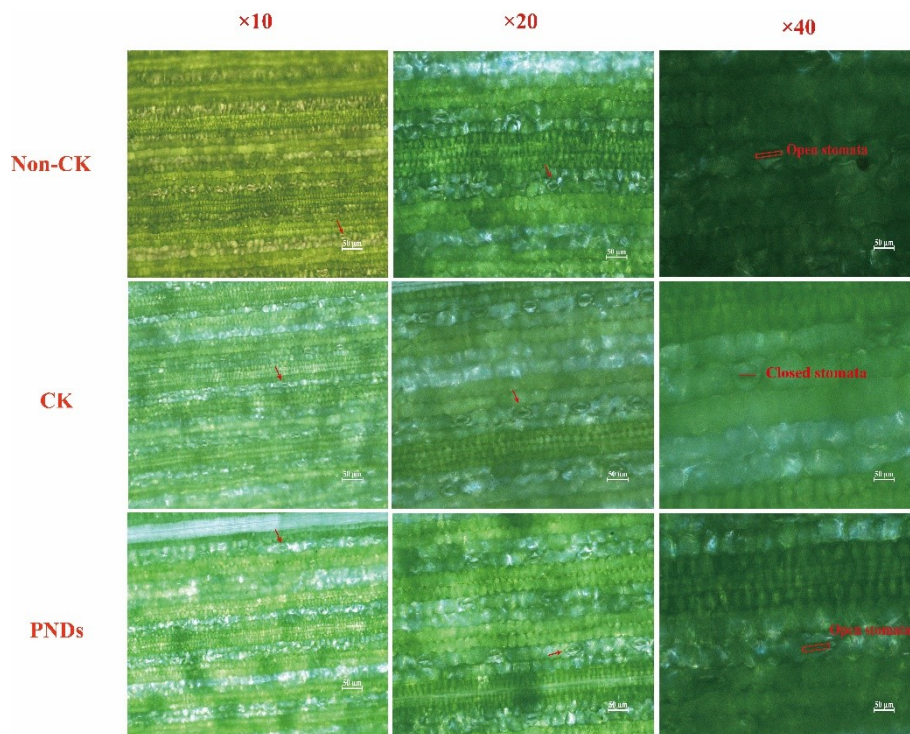 ×10
×20
×40
Non-CK
50 μm
50 μm
Open stomata
50 μm
CK
50 μm
50 μm
Closed stomata
50 μm
PNDs
50 μm
50 μm
Open stomata
50 μm